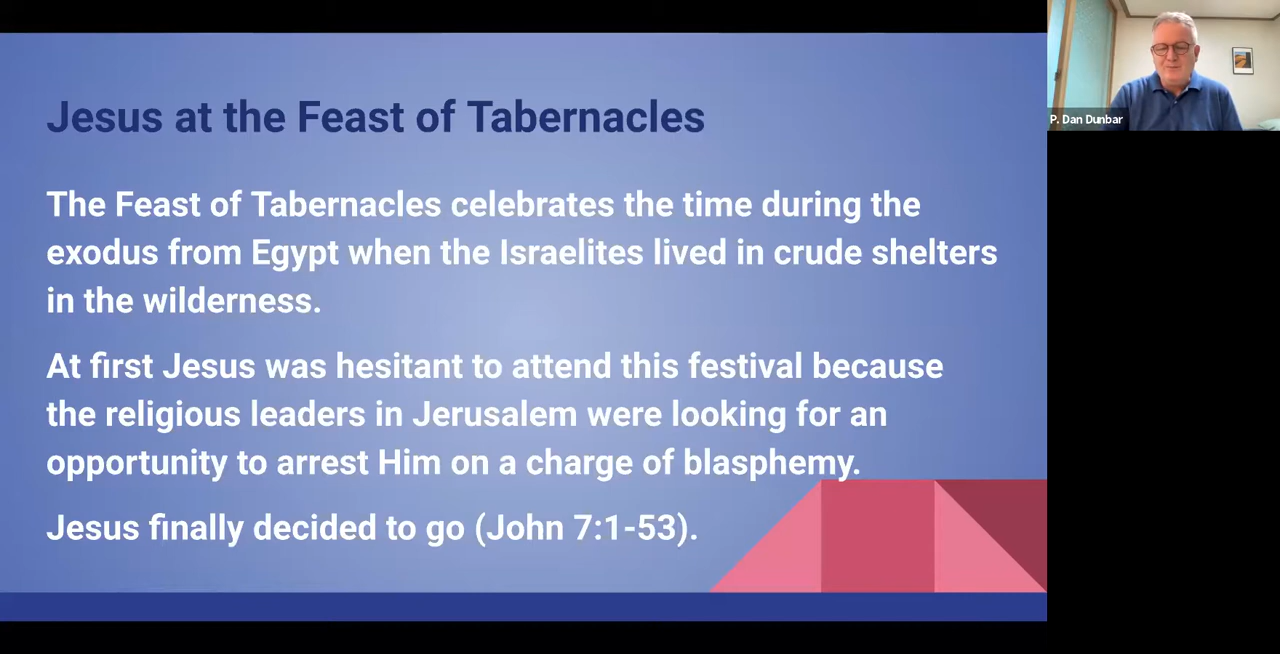 Jesus at the Feast of Tabernacles
The Feast of Tabernacles celebrates the time during the
exodus from Egypt when the Israelites lived in crude shelters
in the wilderness.
At first Jesus was hesitant to attend this festival because
the religious leaders in Jerusalem were looking for an
opportunity to arrest Him on a charge of blasphemy.
Jesus finally decided to go (John 7:1-53).
P. Dan Dunbar